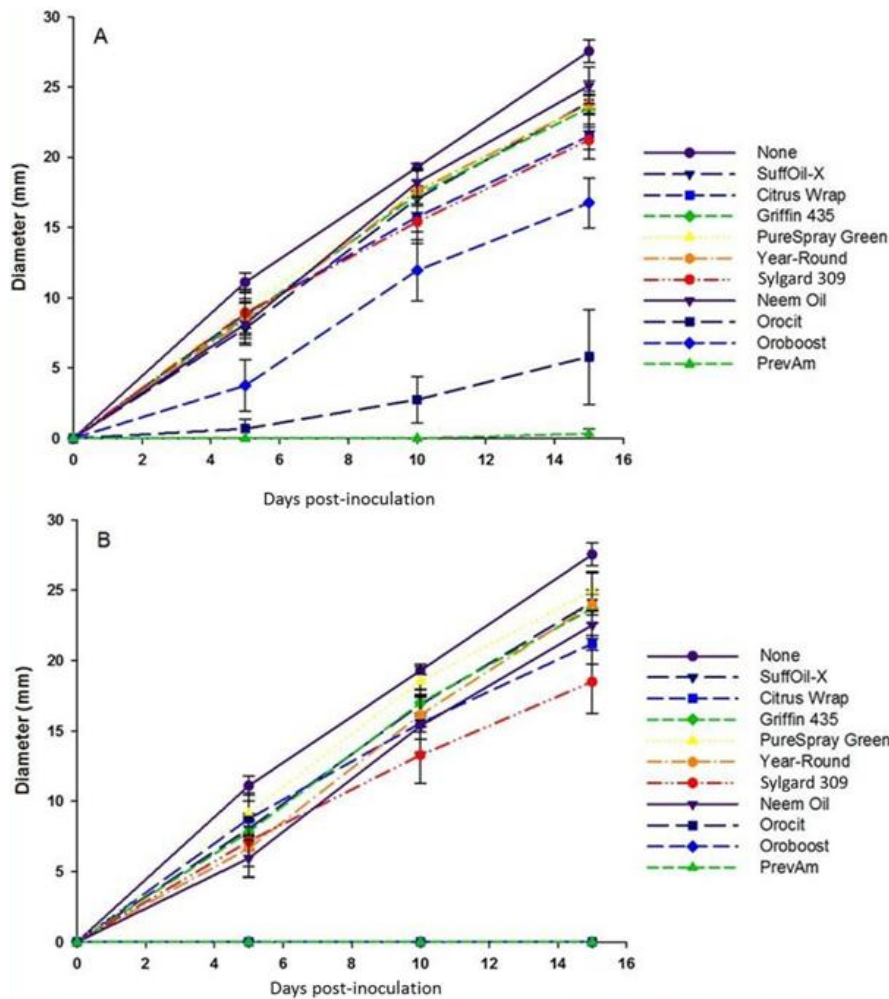 A
30
25
20
15
10
5
0
Diameter (mm)
0 2 4 6 8 10 12 14 16
Days post-inoculation
None
SuffOil-X
Citrus Wrap
Griffin 435
PureSpray Green
Year-Round
Sylgard 309
Neem Oil
Orocit
Oroboost
PrevAm
B
30
25
20
15
10
5
0
Diameter (mm)
0 2 4 6 8 10 12 14 16
Days post-inoculation
None
SuffOil-X
Citrus Wrap
Griffin 435
PureSpray Green
Year-Round
Sylgard 309
Neem Oil
Orocit
Oroboost
PrevAm